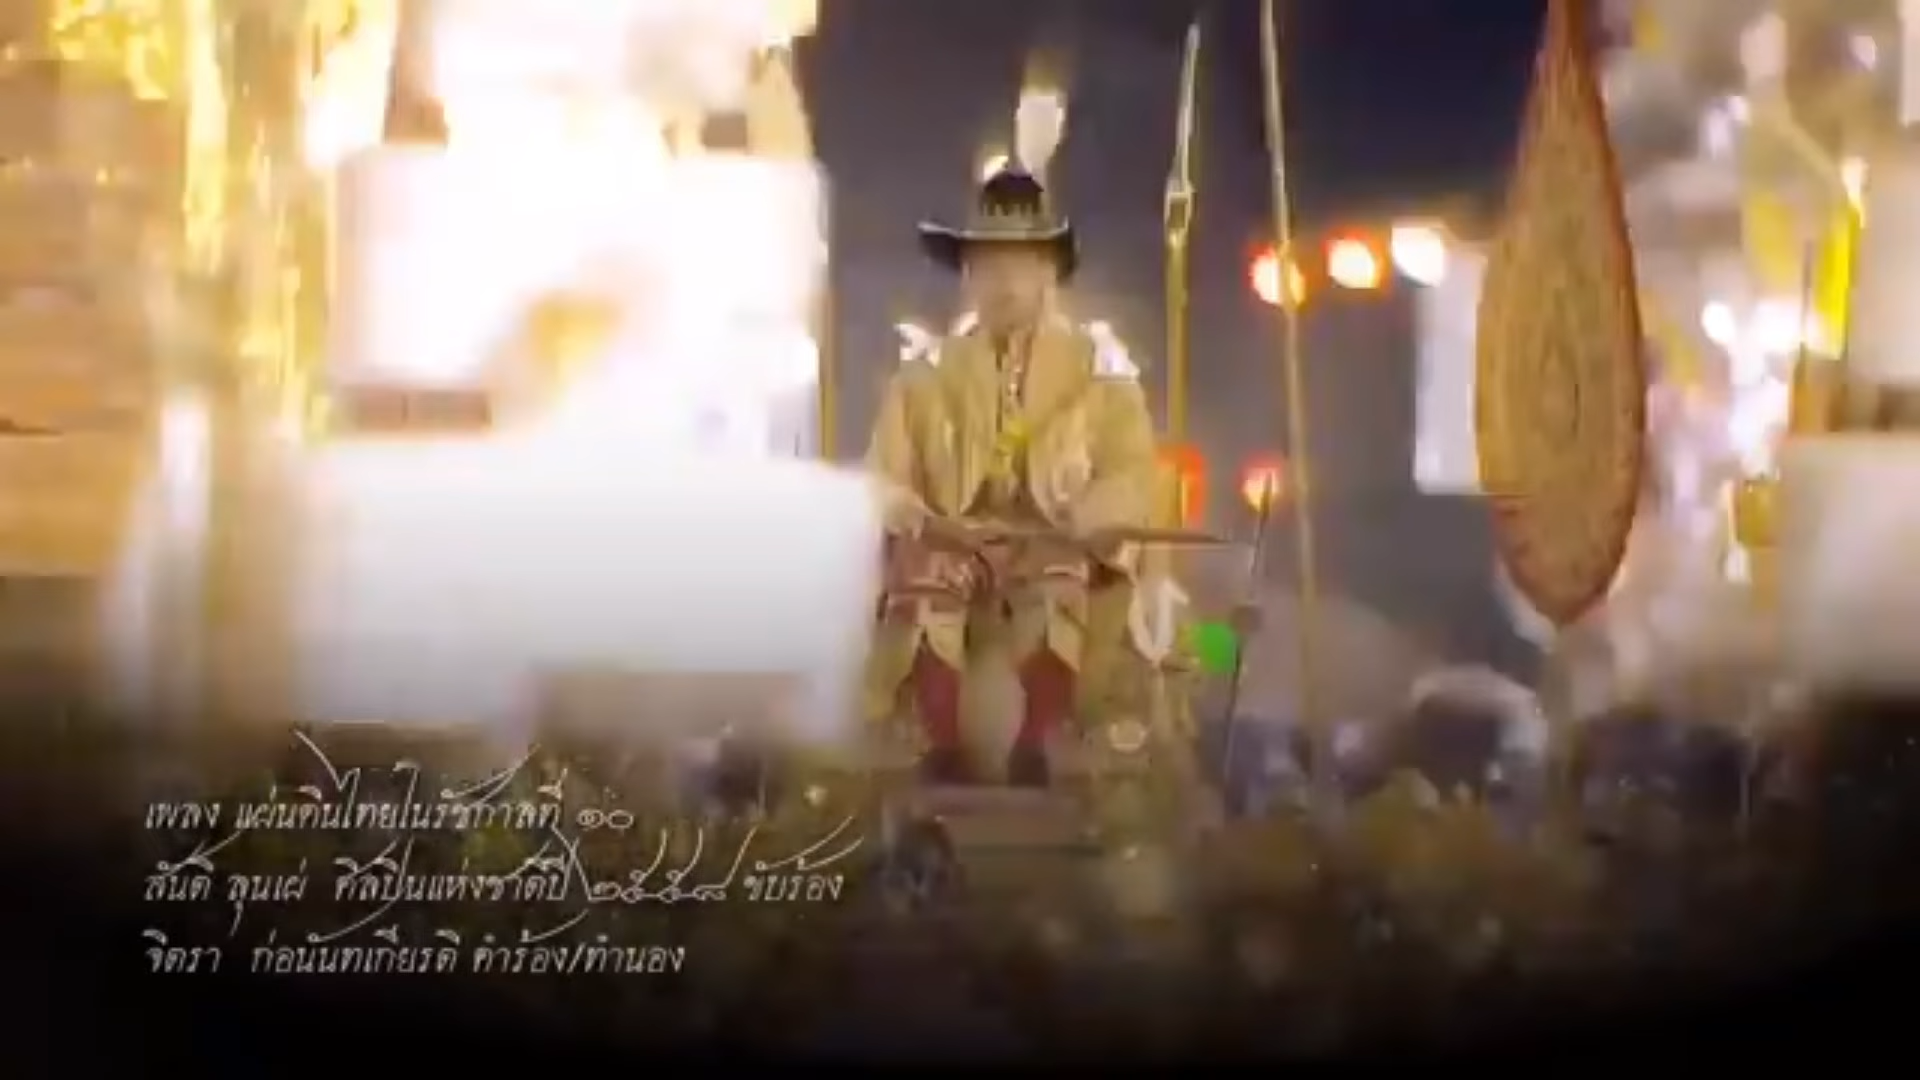 เพลง แผ่นดินไทยในรัชกาลที่ ๑๐
สันติ ลุนเผ่ ศิลปินแห่งชาติปี ๒๕๕๘ ขับร้อง
จิตรา ก่อนันทเกียรติ คำร้อง/ทำนอง